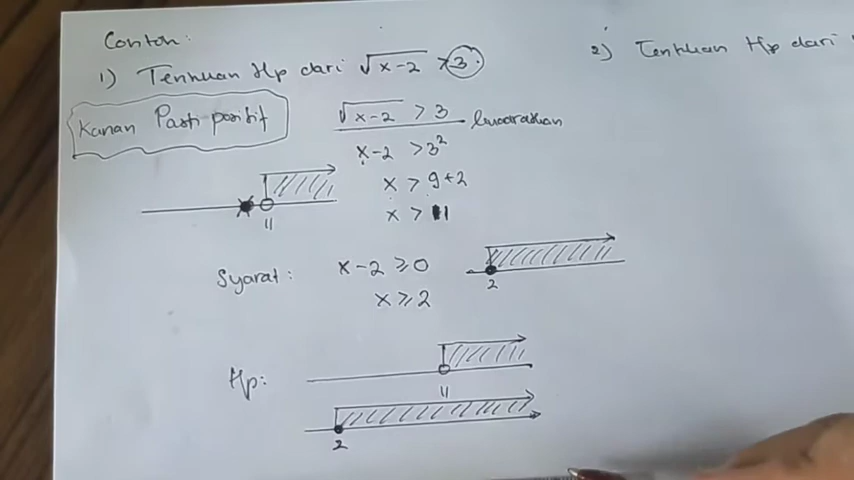 Contoh:
1) Tentukan Hp dari √x-2 > 3.
Kanan Pasti positif
√x-2 > 3
kuadratkan
x-2 > 3²
x > 9+2
x > 11
11
Syarat: x-2 ≥ 0
x ≥ 2
2
Hp:
11
2
2) Tentukan Hp dari